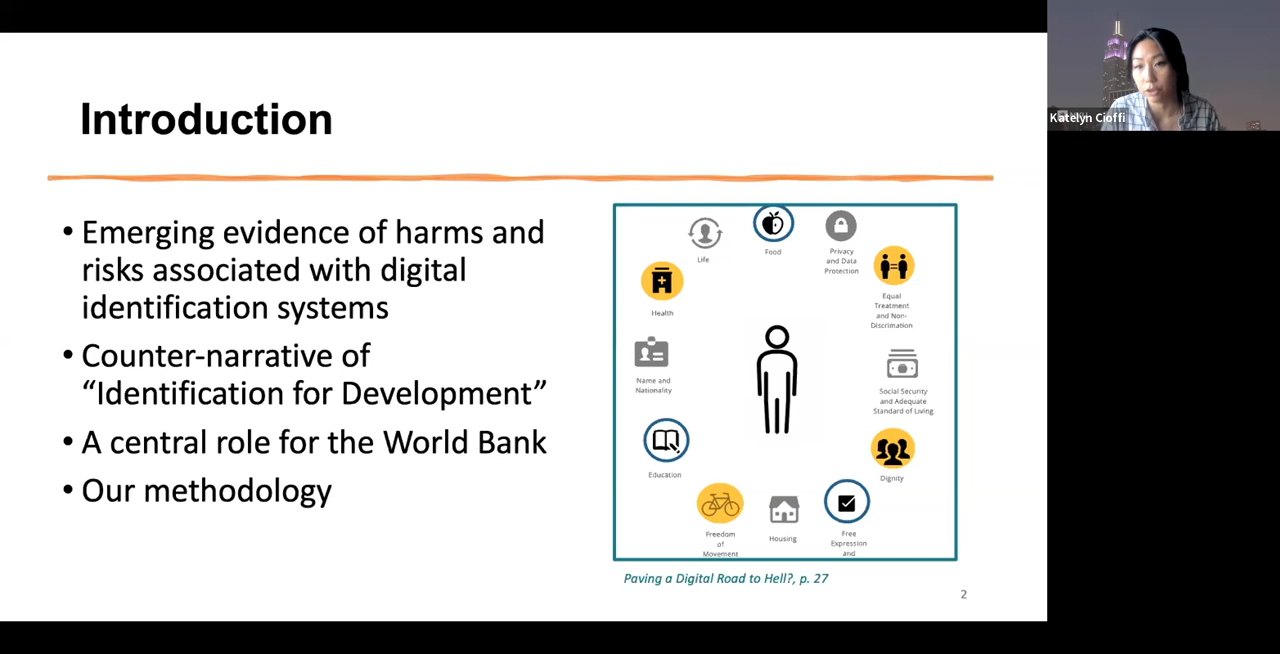 Introduction
• Emerging evidence of harms and
risks associated with digital
identification systems
• Counter-narrative of
“Identification for Development”
• A central role for the World Bank
• Our methodology
Life
Food
Privacy
and Data
Protection
Health
Equal
Treatment
and Non-
Discrimation
Name and
Nationality
Social Security
and Adequate
Standard of Living
Education
Dignity
Freedom
of
Movement
Housing
Free
Expression
and
Paving a Digital Road to Hell?, p. 27
2
Katelyn Cioffi